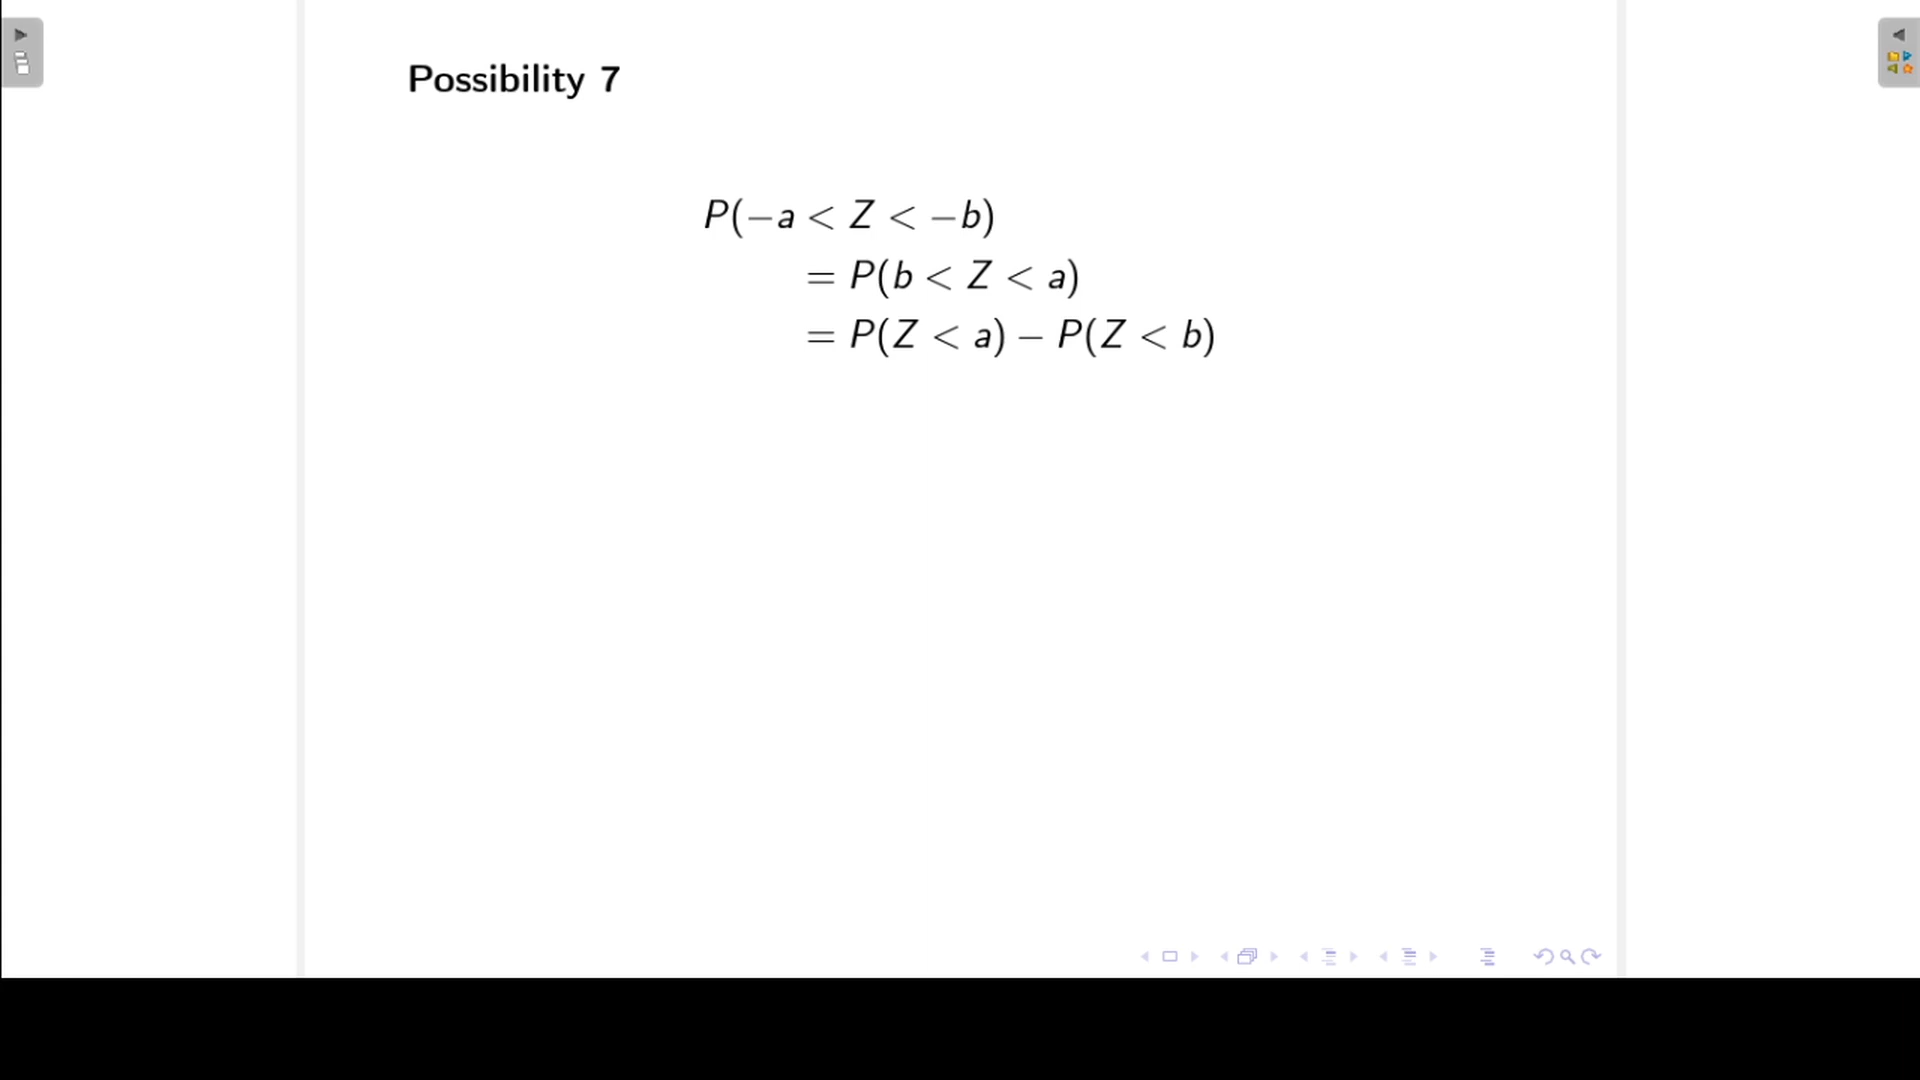 Possibility 7
P(−a < Z < −b)
= P(b < Z < a)
= P(Z < a) − P(Z < b)